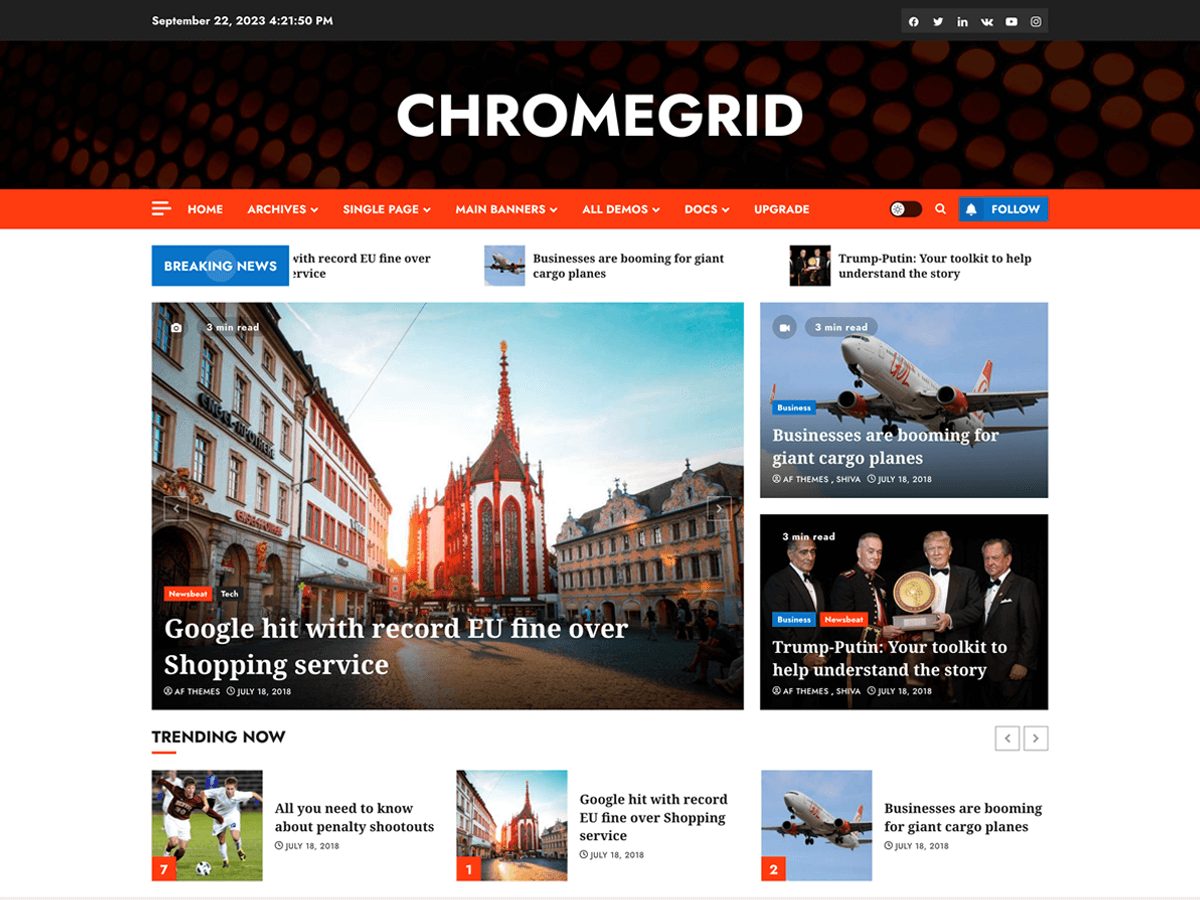 September 22, 2023 4:21:50 PM
CHROMEGRID
HOME
ARCHIVES
SINGLE PAGE
MAIN BANNERS
ALL DEMOS
DOCS
UPGRADE
FOLLOW
BREAKING NEWS
with record EU fine over
ervice
Businesses are booming for giant
cargo planes
Trump-Putin: Your toolkit to help
understand the story
3 min read
ENGEL-APOTHEKE
Newsbeat
Tech
Google hit with record EU fine over
Shopping service
AF THEMES
JULY 18, 2018
3 min read
GOL
Business
Businesses are booming for
giant cargo planes
AF THEMES , SHIVA
JULY 18, 2018
3 min read
Business
Newsbeat
Trump-Putin: Your toolkit to
help understand the story
AF THEMES , SHIVA
JULY 18, 2018
TRENDING NOW
7
All you need to know
about penalty shootouts
JULY 18, 2018
1
Google hit with record
EU fine over Shopping
service
JULY 18, 2018
2
Businesses are booming
for giant cargo planes
JULY 18, 2018